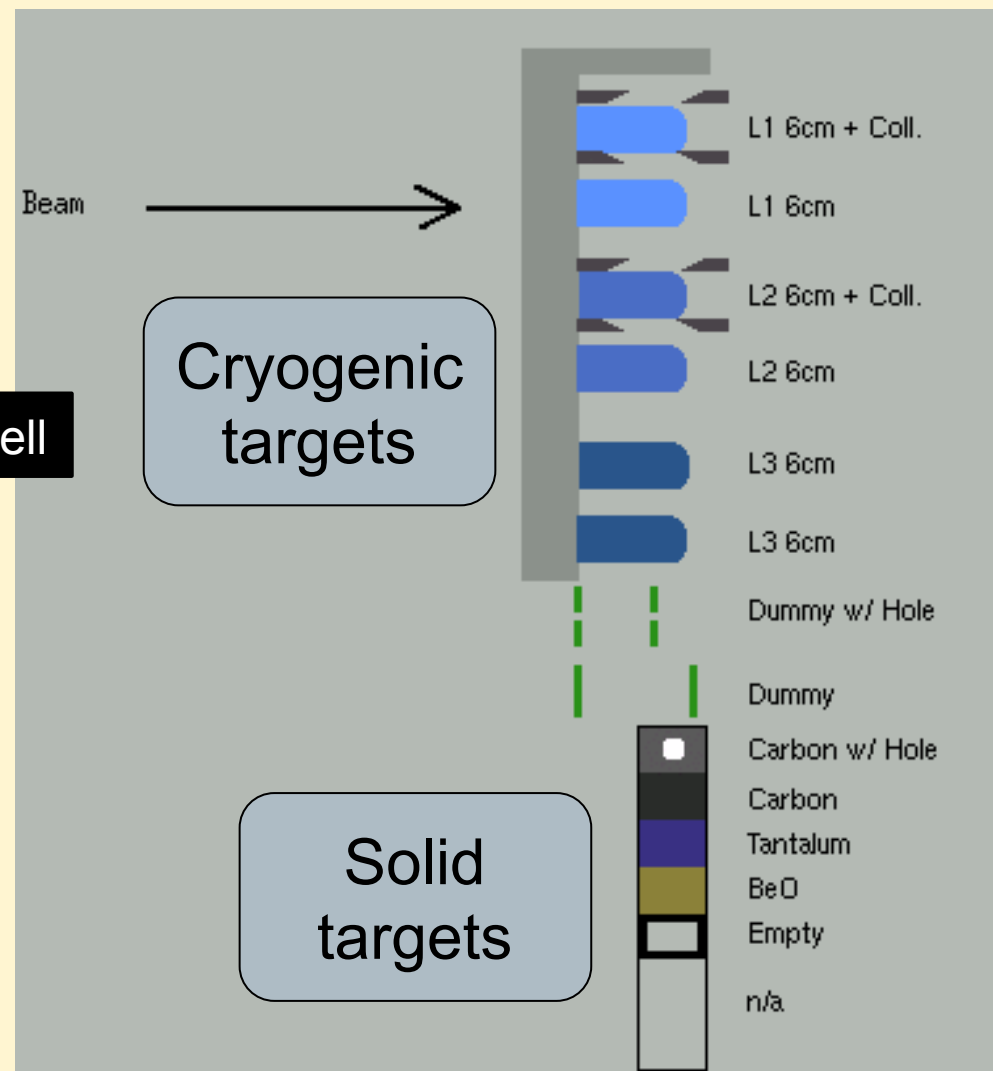 L1 6cm + Coll.
Beam
L1 6cm
L2 6cm + Coll.
Cryogenic
targets
L2 6cm
ell
L3 6cm
L3 6cm
Dummy w/ Hole
Dummy
Carbon w/ Hole
Carbon
Tantalum
BeO
Empty
Solid
targets
n/a